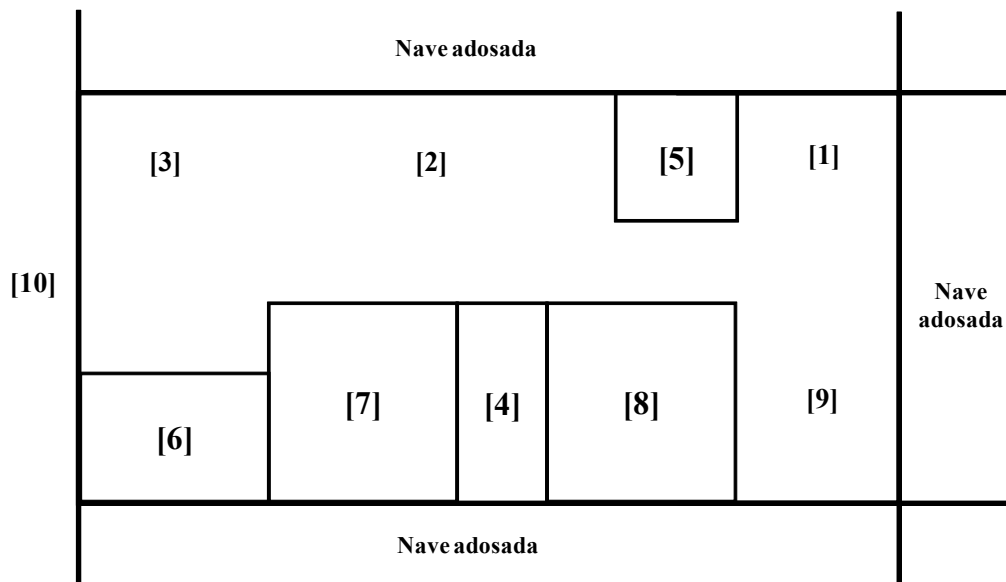 Nave adosada
[3]
[2]
[5]
[1]
[10]
Nave
adosada
[7]
[4]
[8]
[9]
[6]
Nave adosada